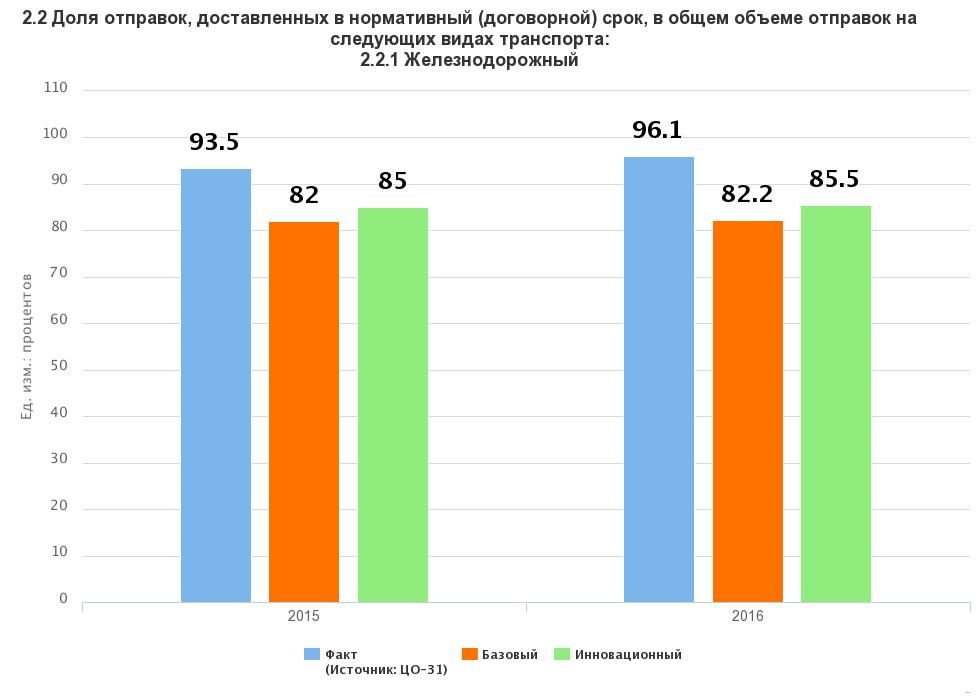 2.2 Доля отправок, доставленных в нормативный (договорной) срок, в общем объеме отправок на
следующих видах транспорта:
2.2.1 Железнодорожный
110
100
90
80
70
60
50
40
30
20
10
0
Ед. изм.: процентов
93.5
82
85
96.1
82.2
85.5
2015
2016
Факт
(Источник: ЦО-31)
Базовый
Инновационный